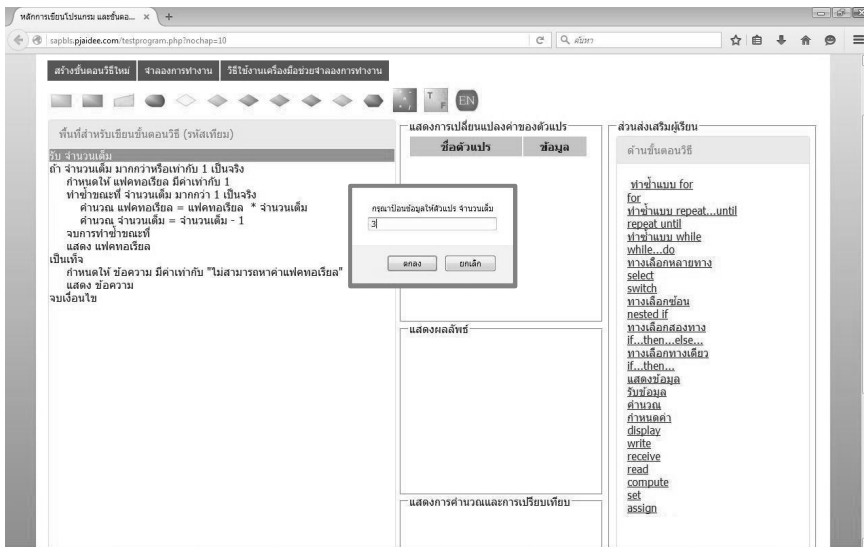 หลักการเขียนโปรแกรม และขั้นตอ... × +
sapbls.pjaidee.com/testprogram.php?nochap=10
ค้นหา
สร้างขั้นตอนวิธีใหม่ จำลองการทำงาน วิธีใช้งานเครื่องมือช่วยจำลองการทำงาน
T F EN
พื้นที่สำหรับเขียนขั้นตอนวิธี (รหัสเทียม)
รับ จำนวนเต็ม
ถ้า จำนวนเต็ม มากกว่าหรือเท่ากับ 1 เป็นจริง
กำหนดให้ แฟคทอเรียล มีค่าเท่ากับ 1
ทำซ้ำขณะที่ จำนวนเต็ม มากกว่า 1 เป็นจริง
คำนวณ แฟคทอเรียล = แฟคทอเรียล * จำนวนเต็ม
คำนวณ จำนวนเต็ม = จำนวนเต็ม - 1
จบการทำซ้ำขณะที่
แสดง แฟคทอเรียล
เป็นเท็จ
กำหนดให้ ข้อความ มีค่าเท่ากับ "ไม่สามารถหาค่าแฟคทอเรียล"
แสดง ข้อความ
จบเงื่อนไข
แสดงการเปลี่ยนแปลงค่าของตัวแปร
ชื่อตัวแปร ข้อมูล
กรุณาป้อนข้อมูลให้ตัวแปร จำนวนเต็ม
3
ตกลง ยกเลิก
แสดงผลลัพธ์
แสดงการคำนวณและการเปรียบเทียบ
ส่วนส่งเสริมผู้เรียน
ด้านขั้นตอนวิธี
ทำซ้ำแบบ for
for
ทำซ้ำแบบ repeat...until
repeat until
ทำซ้ำแบบ while
while...do
ทางเลือกหลายทาง
select
switch
ทางเลือกซ้อน
nested if
ทางเลือกสองทาง
if...then...else...
ทางเลือกทางเดียว
if...then...
แสดงข้อมูล
รับข้อมูล
คำนวณ
กำหนดค่า
display
write
receive
read
compute
set
assign